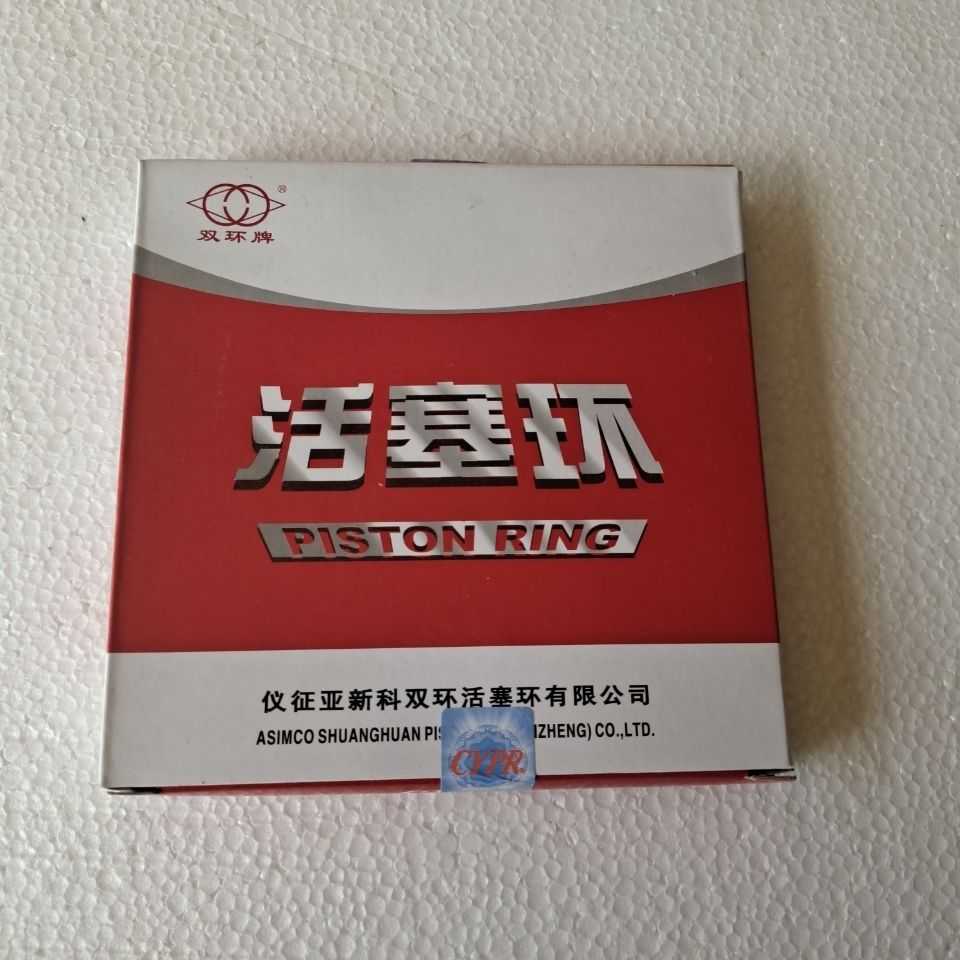 ®
双环牌
活塞环
PISTON RING
仪征亚新科双环活塞环有限公司
ASIMCO SHUANGHUAN PIS ZHENG) CO.,LTD.
CYPR